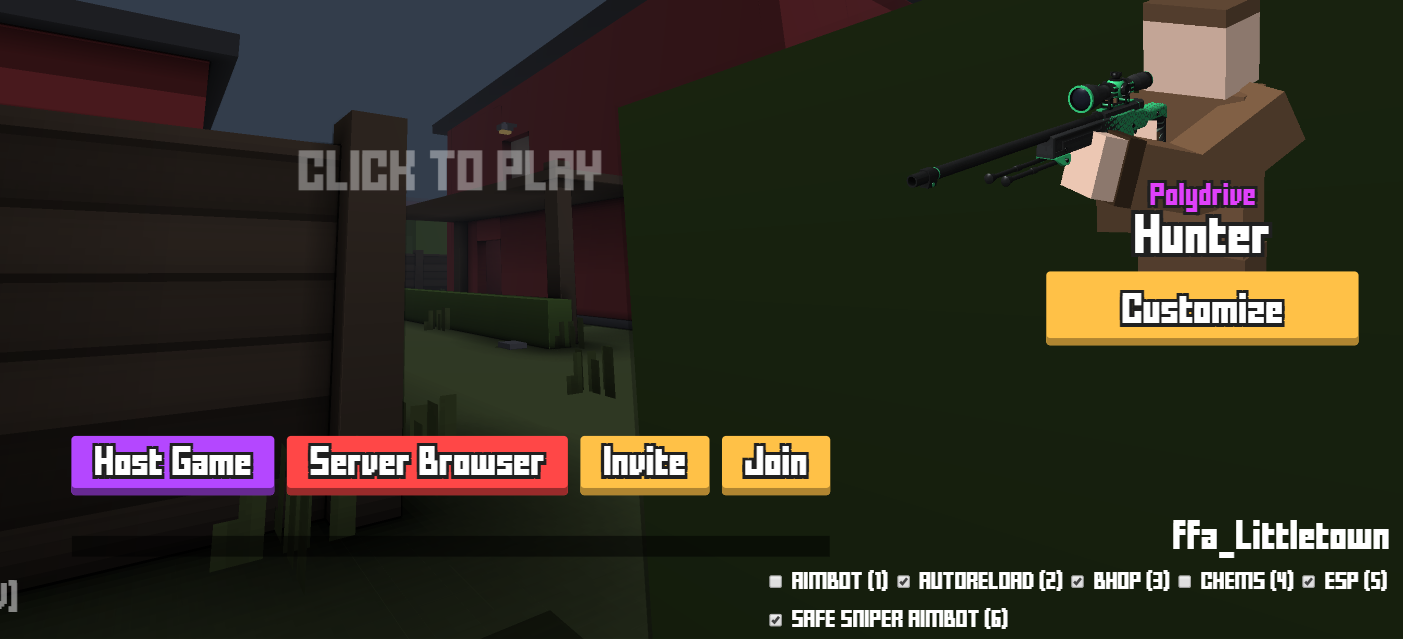 CLICK TO PLAY
Polydrive
Hunter
Customize
Host Game Server Browser Invite Join
ffa_Littletown
AIMBOT (1) AUTORELOAD (2) BHOP (3) CHEMS (4) ESP (5)
SAFE SNIPER AIMBOT (6)